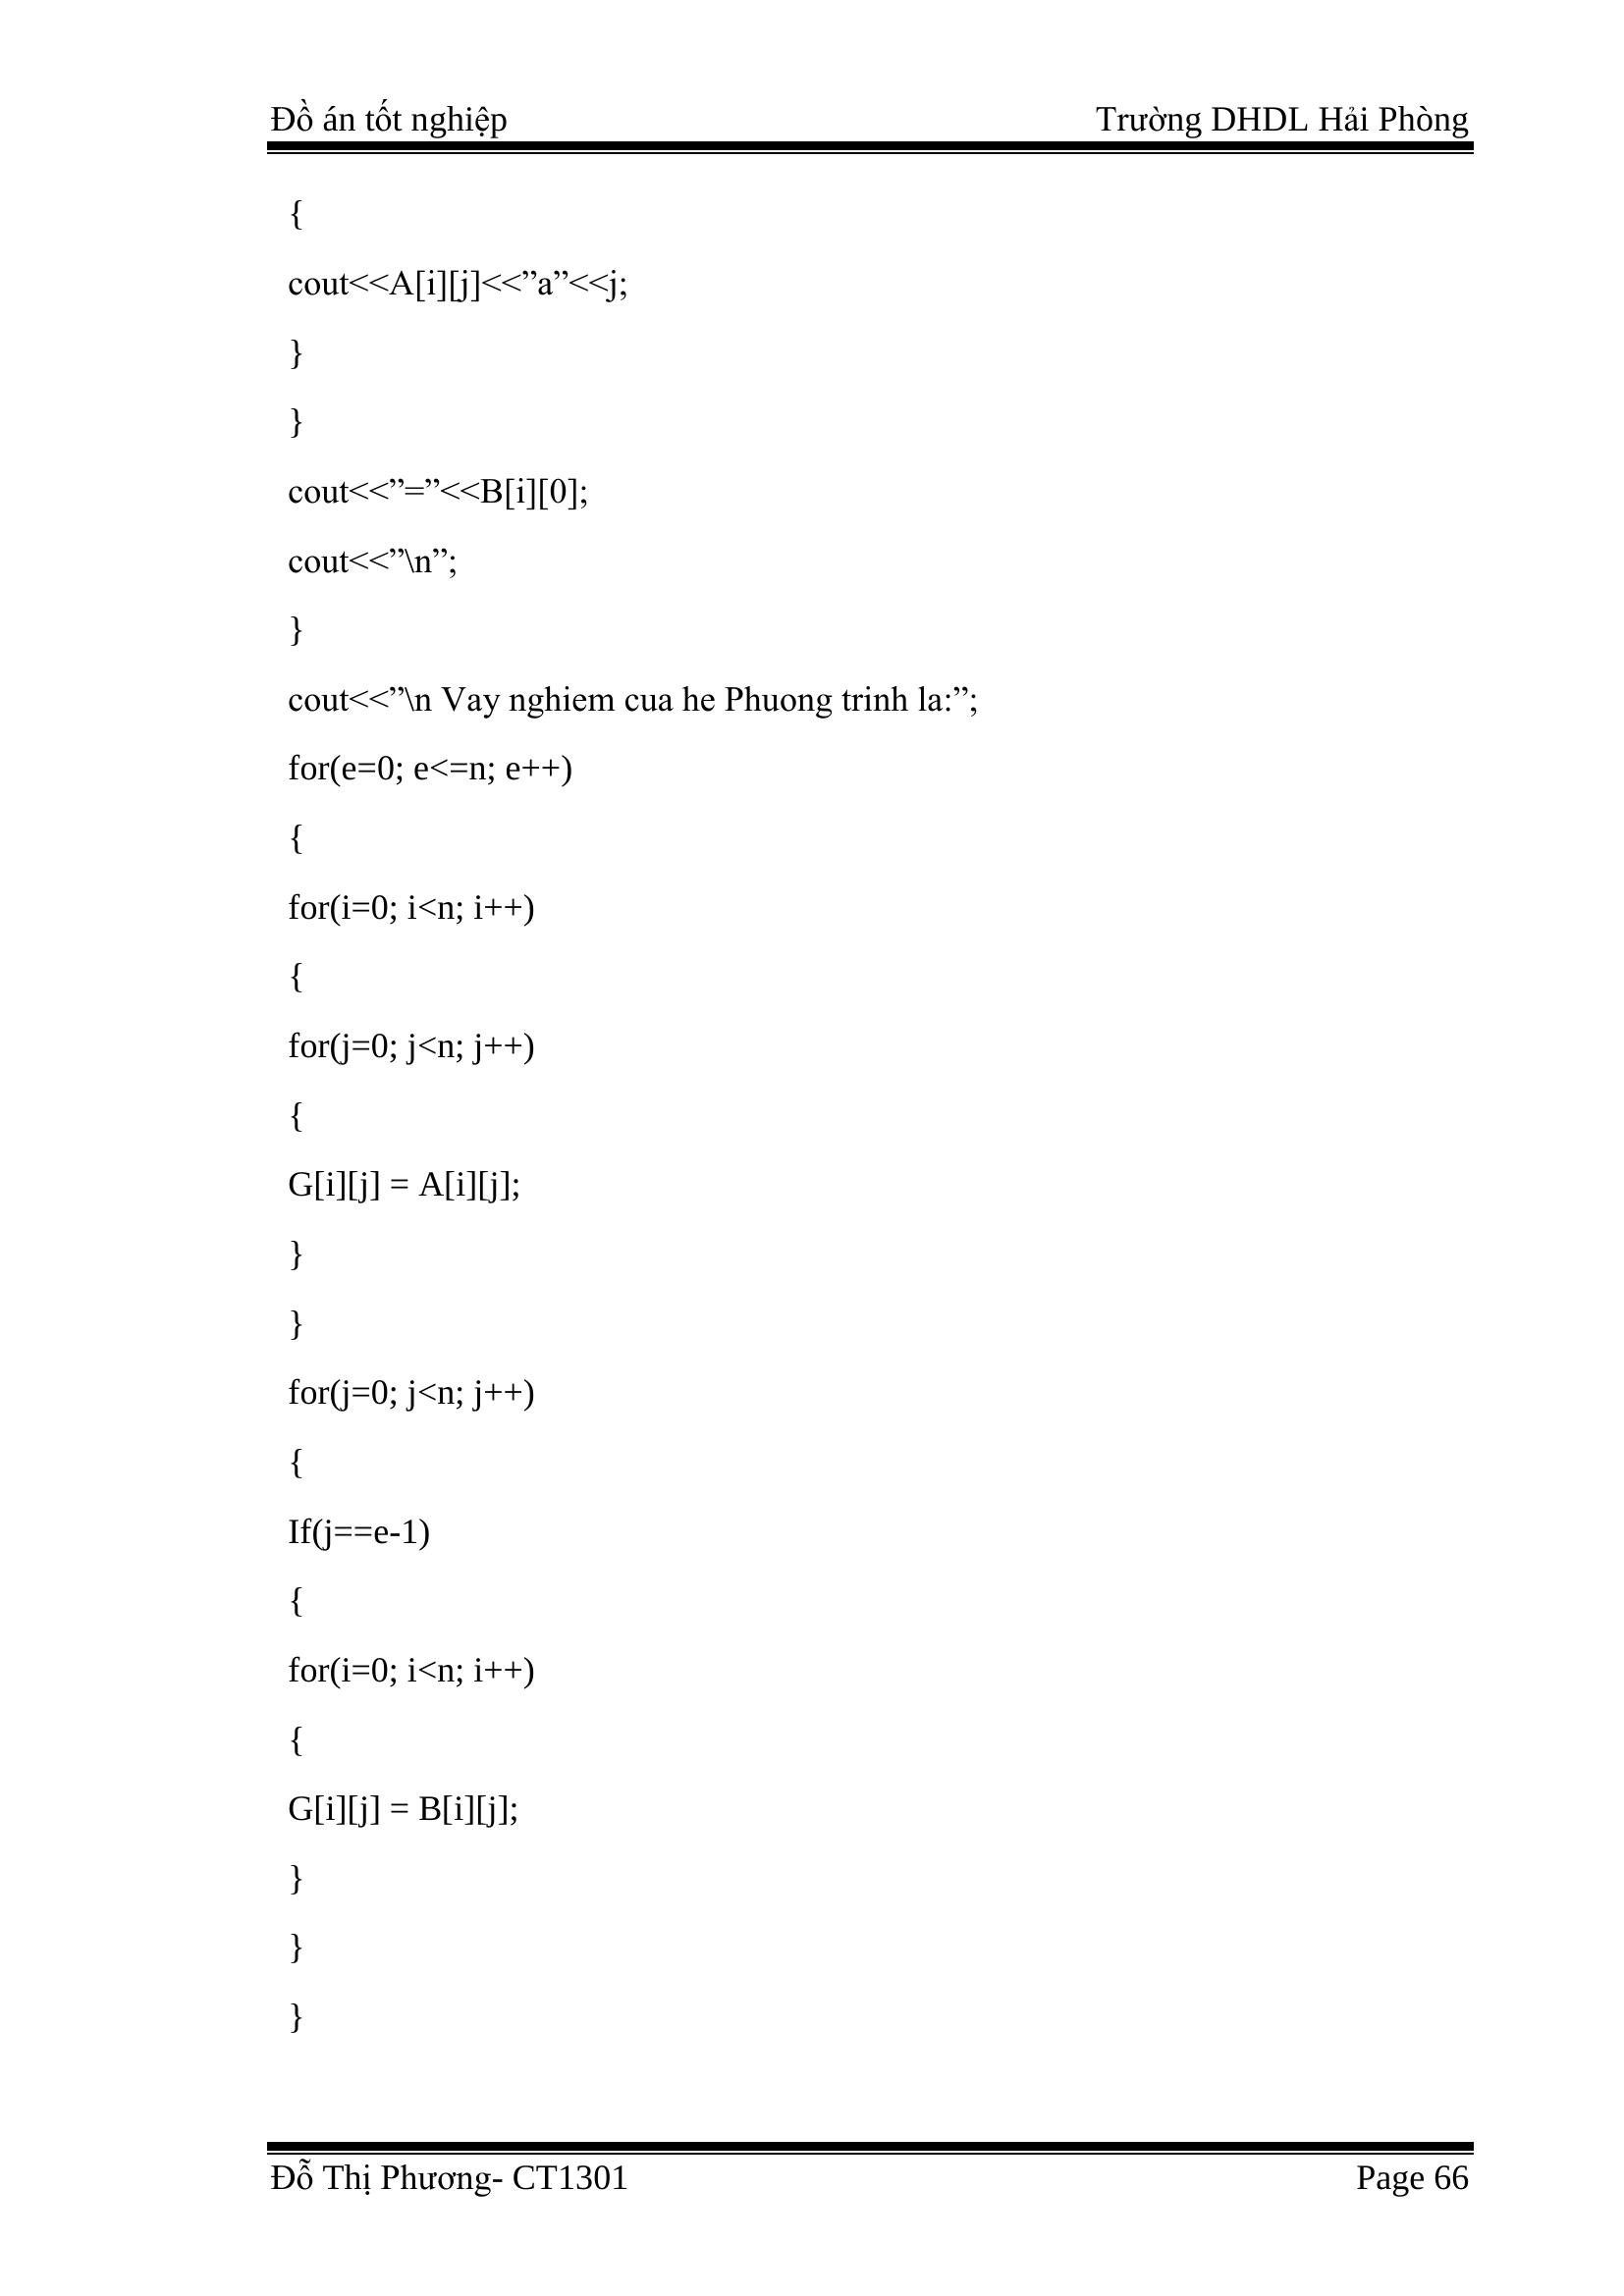 Đồ án tốt nghiệp Trường DHDL Hải Phòng
{
cout<<A[i][j]<<”a”<<j;
}
}
cout<<”=”<<B[i][0];
cout<<”\n”;
}
cout<<”\n Vay nghiem cua he Phuong trinh la:”;
for(e=0; e<=n; e++)
{
for(i=0; i<n; i++)
{
for(j=0; j<n; j++)
{
G[i][j] = A[i][j];
}
}
for(j=0; j<n; j++)
{
If(j==e-1)
{
for(i=0; i<n; i++)
{
G[i][j] = B[i][j];
}
}
}
Đỗ Thị Phương- CT1301 Page 66